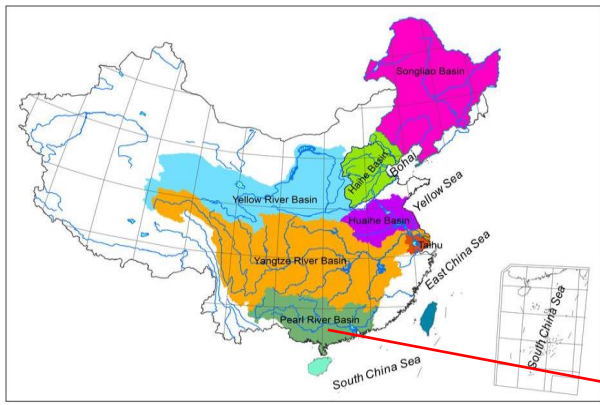 Songliao Basin
Haihe Basin
Bohai
Yellow Sea
Yellow River Basin
Huaihe Basin
Taihu
Yangtze River Basin
East China Sea
Pearl River Basin
South China Sea
South China Sea